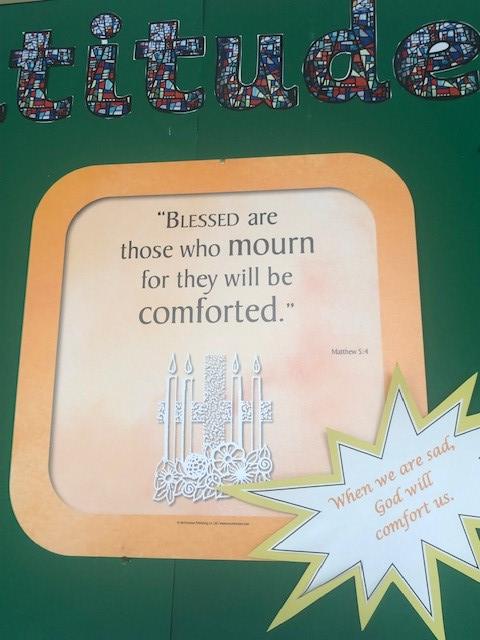 titude
“BLESSED are
those who mourn
for they will be
comforted.”
Matthew 5:4
When we are sad,
God will
comfort us.